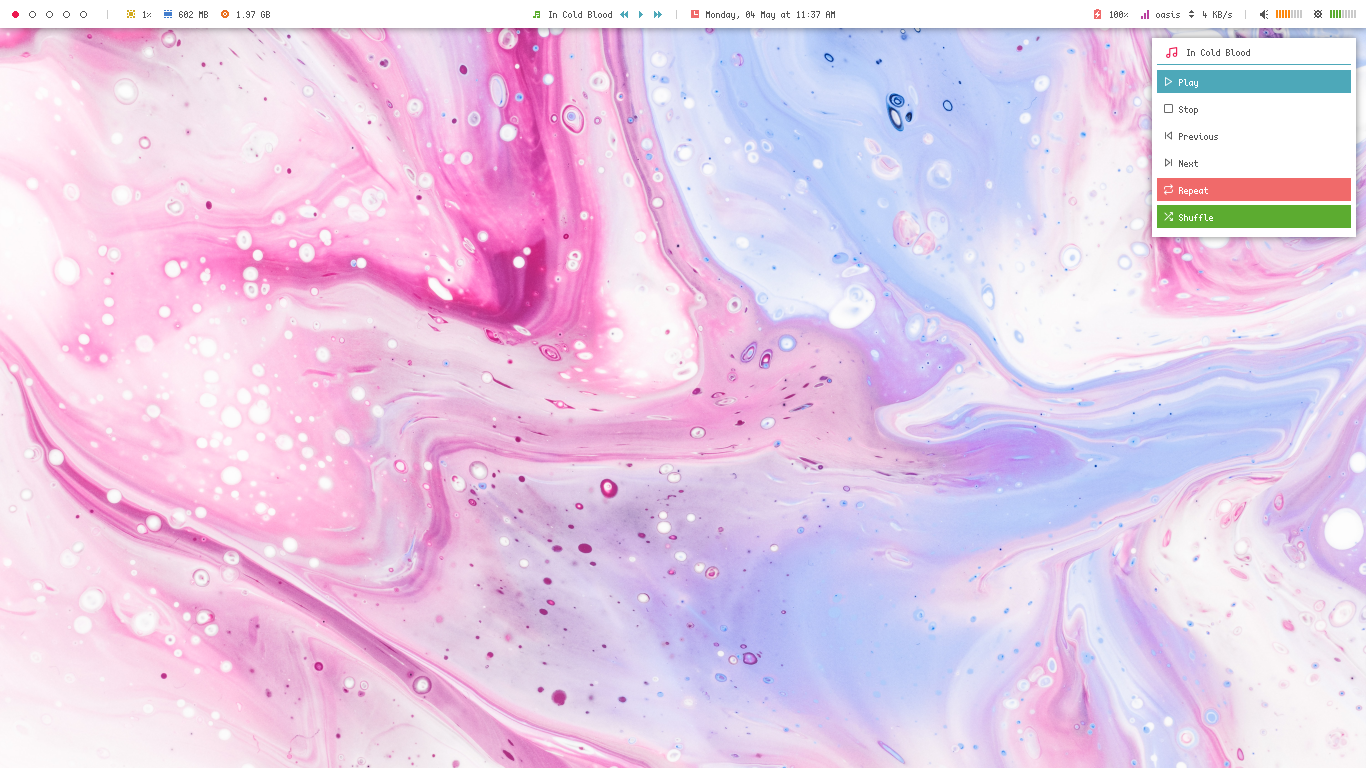 1% 602 MB 1.97 GB In Cold Blood Monday, 04 May at 11:37 AM 100% oasis 4 KB/s
In Cold Blood
Play
Stop
Previous
Next
Repeat
Shuffle